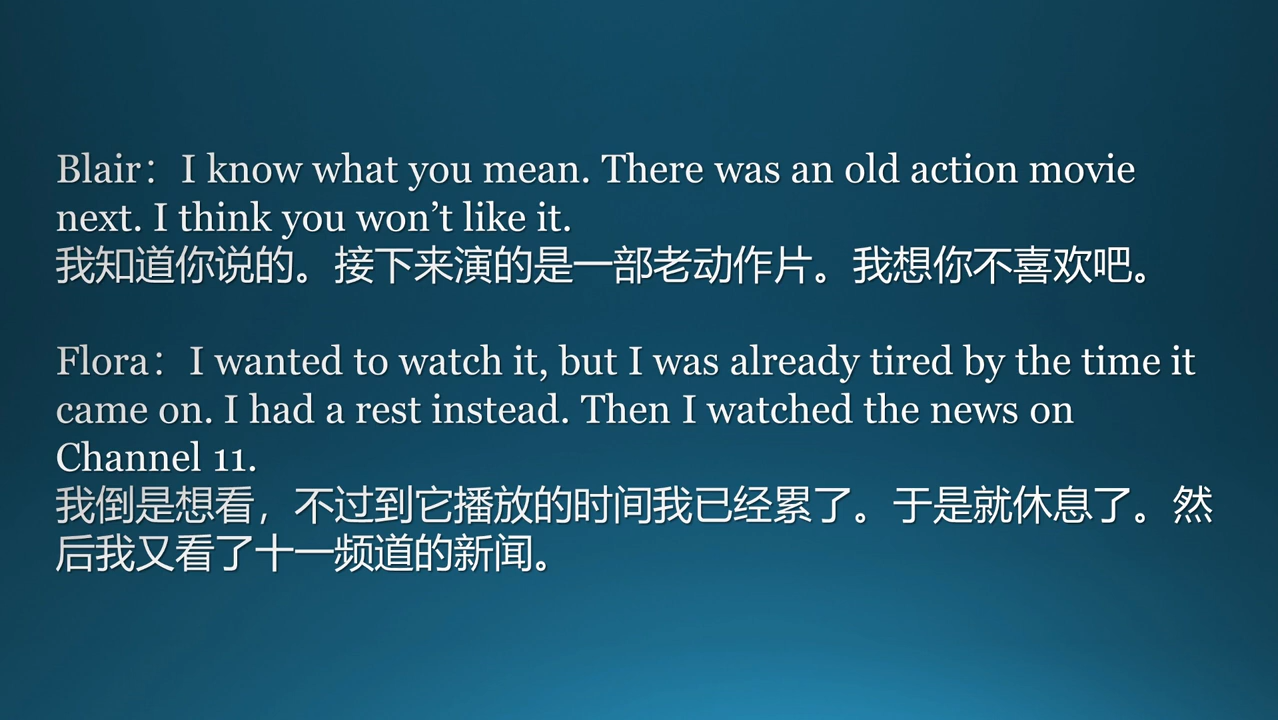 Blair：I know what you mean. There was an old action movie
next. I think you won’t like it.
我知道你说的。接下来演的是一部老动作片。我想你不喜欢吧。
Flora：I wanted to watch it, but I was already tired by the time it
came on. I had a rest instead. Then I watched the news on
Channel 11.
我倒是想看，不过到它播放的时间我已经累了。于是就休息了。然
后我又看了十一频道的新闻。